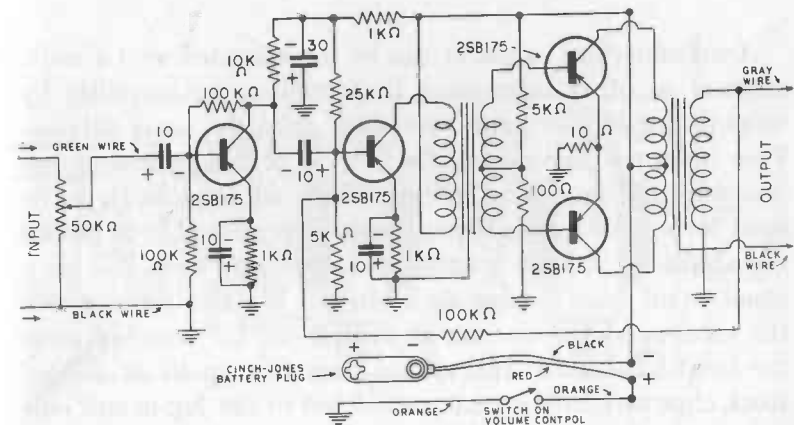 1KΩ
2SB175
GRAY
WIRE
10K
Ω
30
100 KΩ
25KΩ
5KΩ
10
GREEN WIRE
10
10 Ω
INPUT
50KΩ
2SB175
2SB175
100Ω
OUTPUT
100K
Ω
10
1KΩ
5K
Ω
10
1KΩ
2SB175
BLACK
WIRE
BLACK WIRE
100KΩ
+ −
BLACK
CINCH-JONES
BATTERY PLUG
RED
ORANGE
−
+
ORANGE
SWITCH ON
VOLUME CONTROL